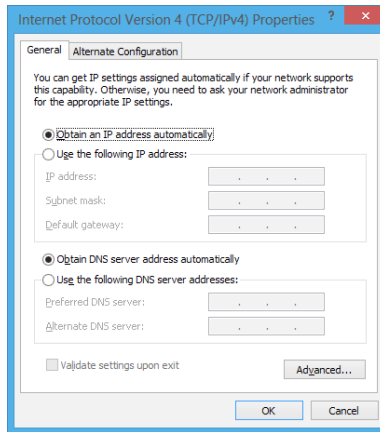 Internet Protocol Version 4 (TCP/IPv4) Properties ? ×
General Alternate Configuration
You can get IP settings assigned automatically if your network supports
this capability. Otherwise, you need to ask your network administrator
for the appropriate IP settings.
Obtain an IP address automatically
Use the following IP address:
IP address: . . .
Subnet mask: . . .
Default gateway: . . .
Obtain DNS server address automatically
Use the following DNS server addresses:
Preferred DNS server: . . .
Alternate DNS server: . . .
Validate settings upon exit
Advanced...
OK Cancel